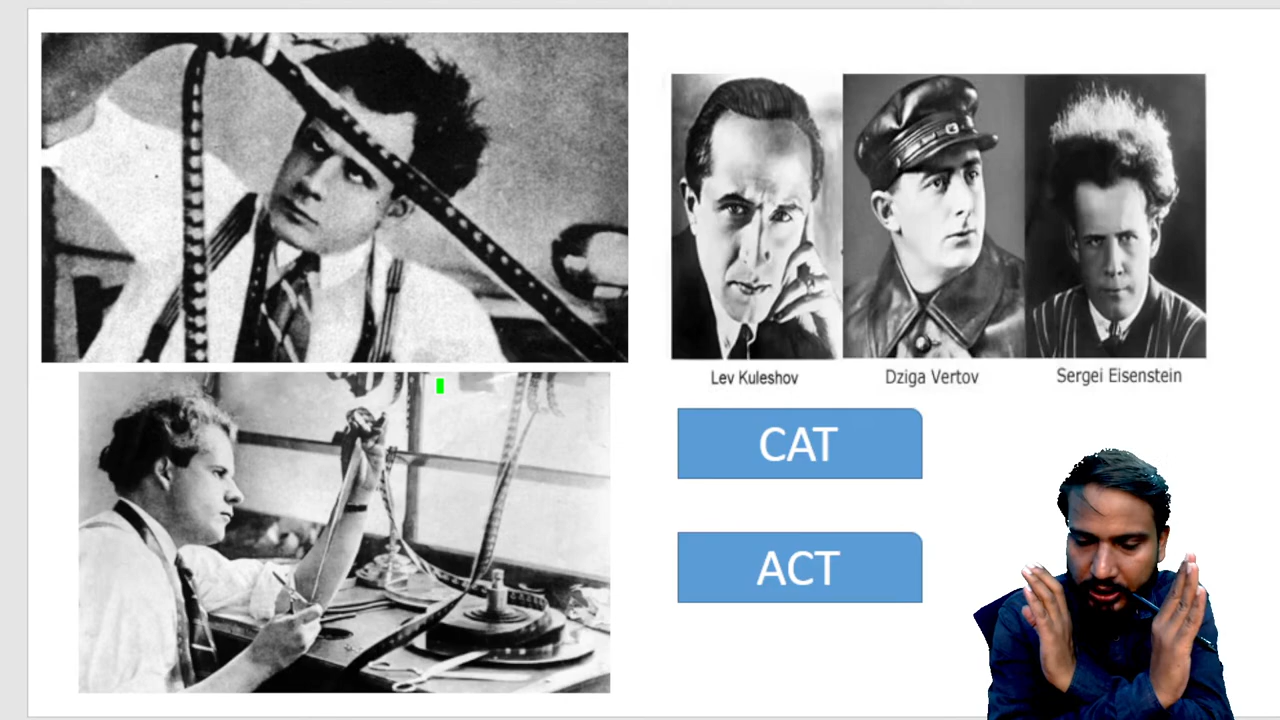 Lev Kuleshov
Dziga Vertov
Sergei Eisenstein
CAT
ACT